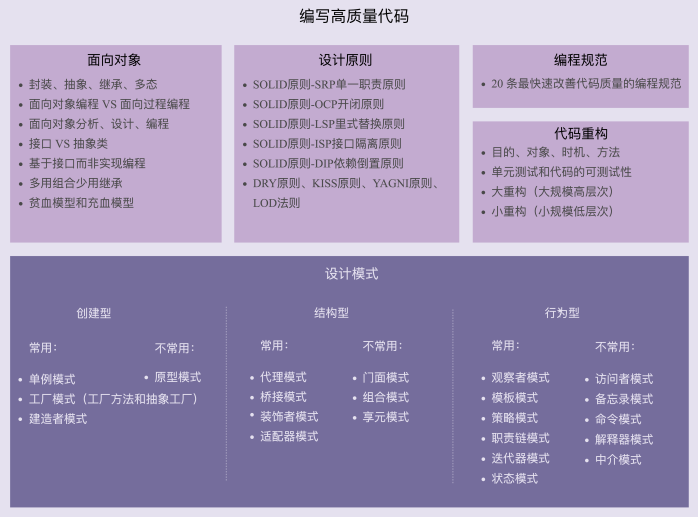 编写高质量代码
面向对象
封装、抽象、继承、多态
面向对象编程 VS 面向过程编程
面向对象分析、设计、编程
接口 VS 抽象类
基于接口而非实现编程
多用组合少用继承
贫血模型和充血模型
设计原则
SOLID原则-SRP单一职责原则
SOLID原则-OCP开闭原则
SOLID原则-LSP里式替换原则
SOLID原则-ISP接口隔离原则
SOLID原则-DIP依赖倒置原则
DRY原则、KISS原则、YAGNI原则、
LOD法则
编程规范
20 条最快速改善代码质量的编程规范
代码重构
目的、对象、时机、方法
单元测试和代码的可测试性
大重构（大规模高层次）
小重构（小规模低层次）
设计模式
创建型
常用：
单例模式
工厂模式（工厂方法和抽象工厂）
建造者模式
不常用：
原型模式
结构型
常用：
代理模式
桥接模式
装饰者模式
适配器模式
不常用：
门面模式
组合模式
享元模式
行为型
常用：
观察者模式
模板模式
策略模式
职责链模式
迭代器模式
状态模式
不常用：
访问者模式
备忘录模式
命令模式
解释器模式
中介模式